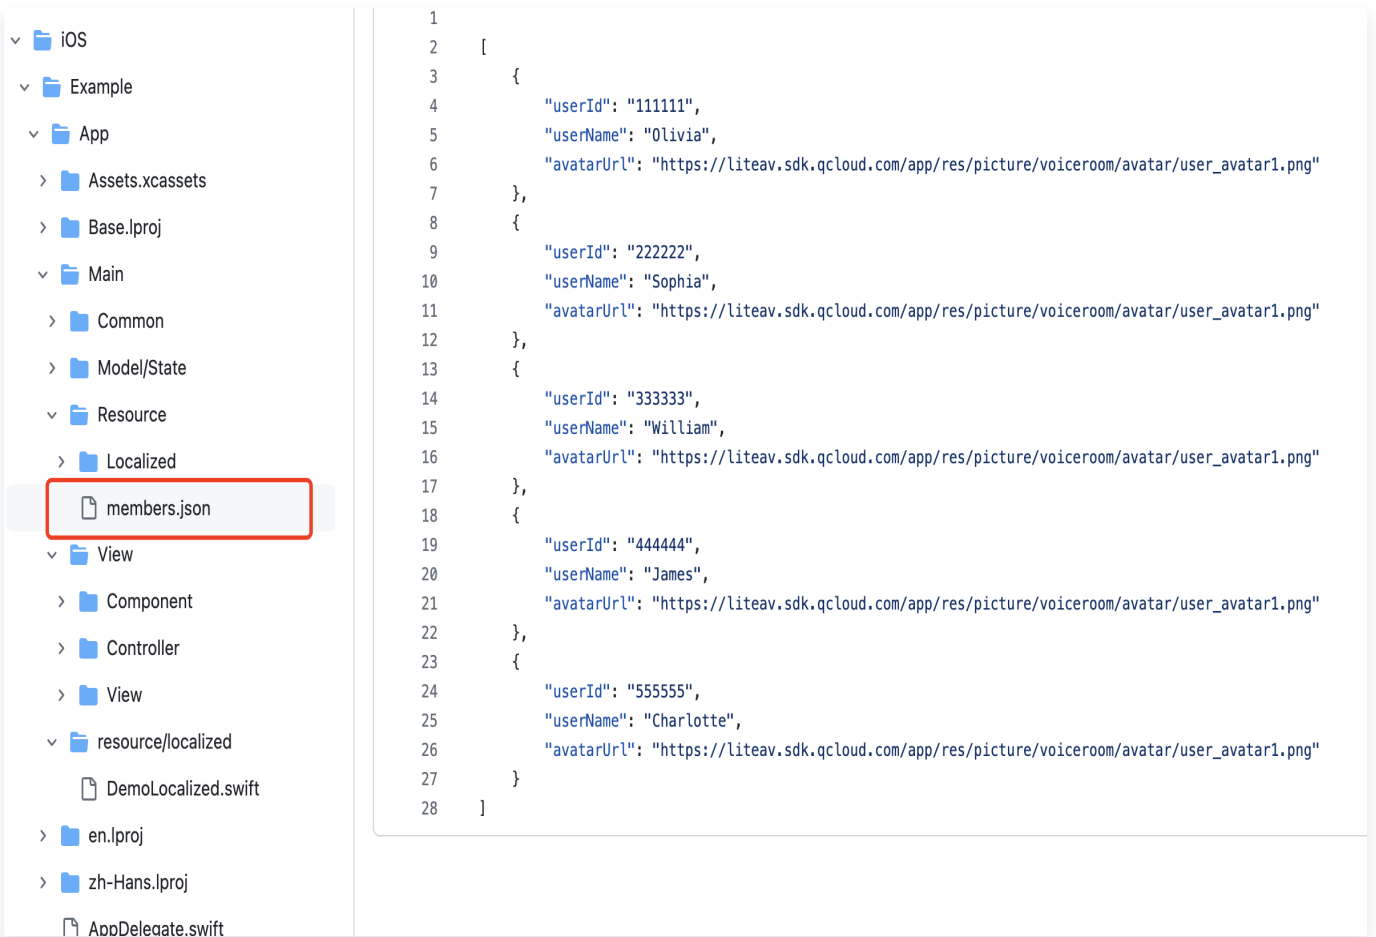 iOS
Example
App
Assets.xcassets
Base.lproj
Main
Common
Model/State
Resource
Localized
members.json
View
Component
Controller
View
resource/localized
DemoLocalized.swift
en.lproj
zh-Hans.lproj
AppDelegate.swift
1
2 [
3 {
4 "userId": "111111",
5 "userName": "Olivia",
6 "avatarUrl": "https://liteav.sdk.qcloud.com/app/res/picture/voiceroom/avatar/user_avatar1.png"
7 },
8 {
9 "userId": "222222",
10 "userName": "Sophia",
11 "avatarUrl": "https://liteav.sdk.qcloud.com/app/res/picture/voiceroom/avatar/user_avatar1.png"
12 },
13 {
14 "userId": "333333",
15 "userName": "William",
16 "avatarUrl": "https://liteav.sdk.qcloud.com/app/res/picture/voiceroom/avatar/user_avatar1.png"
17 },
18 {
19 "userId": "444444",
20 "userName": "James",
21 "avatarUrl": "https://liteav.sdk.qcloud.com/app/res/picture/voiceroom/avatar/user_avatar1.png"
22 },
23 {
24 "userId": "555555",
25 "userName": "Charlotte",
26 "avatarUrl": "https://liteav.sdk.qcloud.com/app/res/picture/voiceroom/avatar/user_avatar1.png"
27 }
28 ]